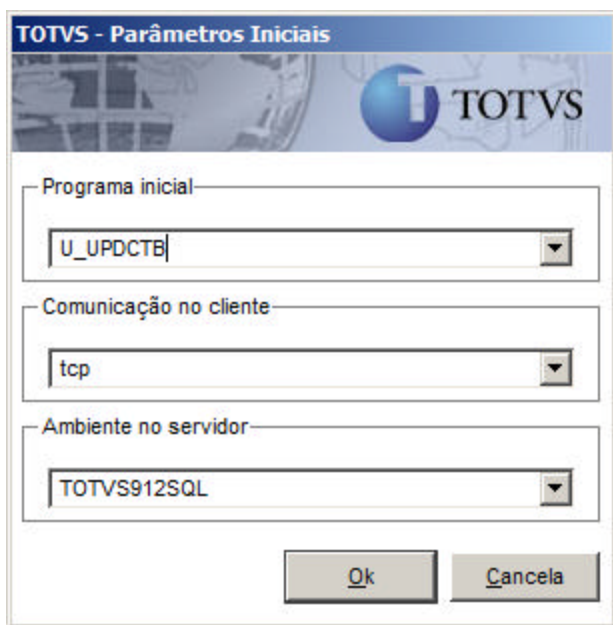 TOTVS - Parâmetros Iniciais
TOTVS
Programa inicial
U_UPDCTB
Comunicação no cliente
tcp
Ambiente no servidor
TOTVS912SQL
Ok
Cancela